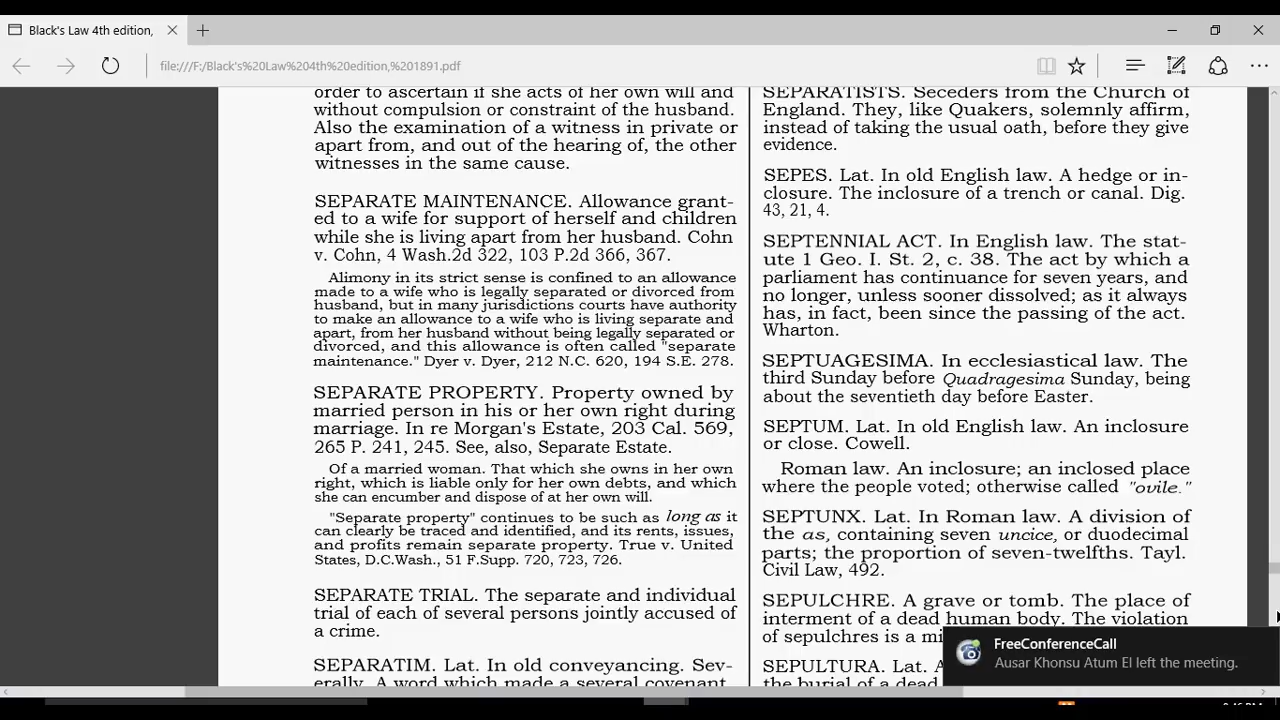 Black's Law 4th edition,
file:///F:/Black's%20Law%204th%20edition,%201891.pdf
order to ascertain if she acts of her own will and
without compulsion or constraint of the husband.
Also the examination of a witness in private or
apart from, and out of the hearing of, the other
witnesses in the same cause.
SEPARATE MAINTENANCE. Allowance grant-
ed to a wife for support of herself and children
while she is living apart from her husband. Cohn
v. Cohn, 4 Wash.2d 322, 103 P.2d 366, 367.
Alimony in its strict sense is confined to an allowance
made to a wife who is legally separated or divorced from
husband, but in many jurisdictions courts have authority
to make an allowance to a wife who is living separate and
apart, from her husband without being legally separated or
divorced, and this allowance is often called "separate
maintenance." Dyer v. Dyer, 212 N.C. 620, 194 S.E. 278.
SEPARATE PROPERTY. Property owned by
married person in his or her own right during
marriage. In re Morgan's Estate, 203 Cal. 569,
265 P. 241, 245. See, also, Separate Estate.
Of a married woman. That which she owns in her own
right, which is liable only for her own debts, and which
she can encumber and dispose of at her own will.
"Separate property" continues to be such as long as it
can clearly be traced and identified, and its rents, issues,
and profits remain separate property. True v. United
States, D.C.Wash., 51 F.Supp. 720, 723, 726.
SEPARATE TRIAL. The separate and individual
trial of each of several persons jointly accused of
a crime.
SEPARATIM. Lat. In old conveyancing. Sev-
erally. A word which made a several covenant.
SEPARATISTS. Seceders from the Church of
England. They, like Quakers, solemnly affirm,
instead of taking the usual oath, before they give
evidence.
SEPES. Lat. In old English law. A hedge or in-
closure. The inclosure of a trench or canal. Dig.
43, 21, 4.
SEPTENNIAL ACT. In English law. The stat-
ute 1 Geo. I. St. 2, c. 38. The act by which a
parliament has continuance for seven years, and
no longer, unless sooner dissolved; as it always
has, in fact, been since the passing of the act.
Wharton.
SEPTUAGESIMA. In ecclesiastical law. The
third Sunday before Quadragesima Sunday, being
about the seventieth day before Easter.
SEPTUM. Lat. In old English law. An inclosure
or close. Cowell.
Roman law. An inclosure; an inclosed place
where the people voted; otherwise called "ovile."
SEPTUNX. Lat. In Roman law. A division of
the as, containing seven uncice, or duodecimal
parts; the proportion of seven-twelfths. Tayl.
Civil Law, 492.
SEPULCHRE. A grave or tomb. The place of
interment of a dead human body. The violation
of sepulchres is a mi
SEPULTURA. Lat. A
the burial of a dead
FreeConferenceCall
Ausar Khonsu Atum El left the meeting.